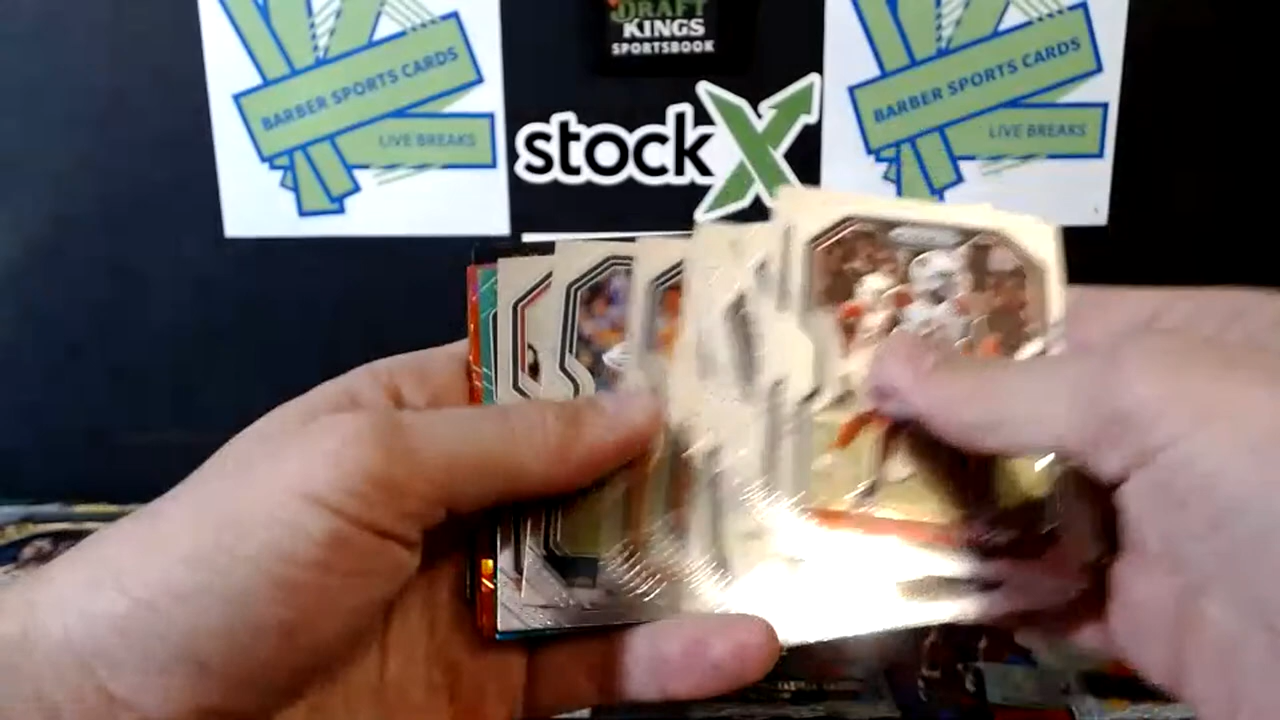 DRAFT
KINGS
SPORTSBOOK
BARBER SPORTS CARDS
LIVE BREAKS
stockX
BARBER SPORTS CARDS
LIVE BREAKS